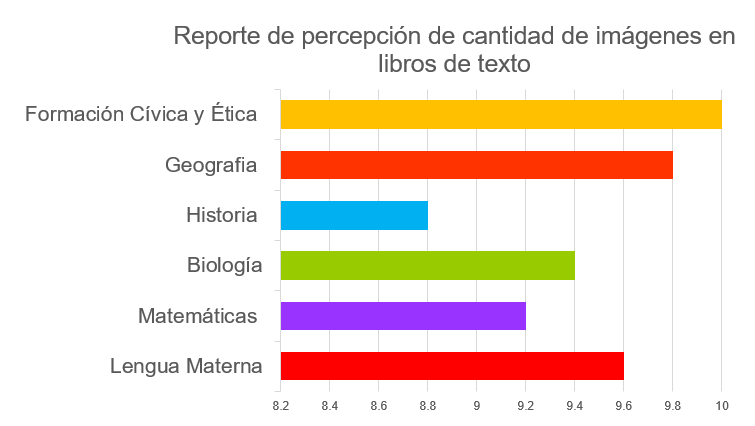 Reporte de percepción de cantidad de imágenes en
libros de texto
Formación Cívica y Ética
Geografia
Historia
Biología
Matemáticas
Lengua Materna
8.2 8.4 8.6 8.8 9 9.2 9.4 9.6 9.8 10